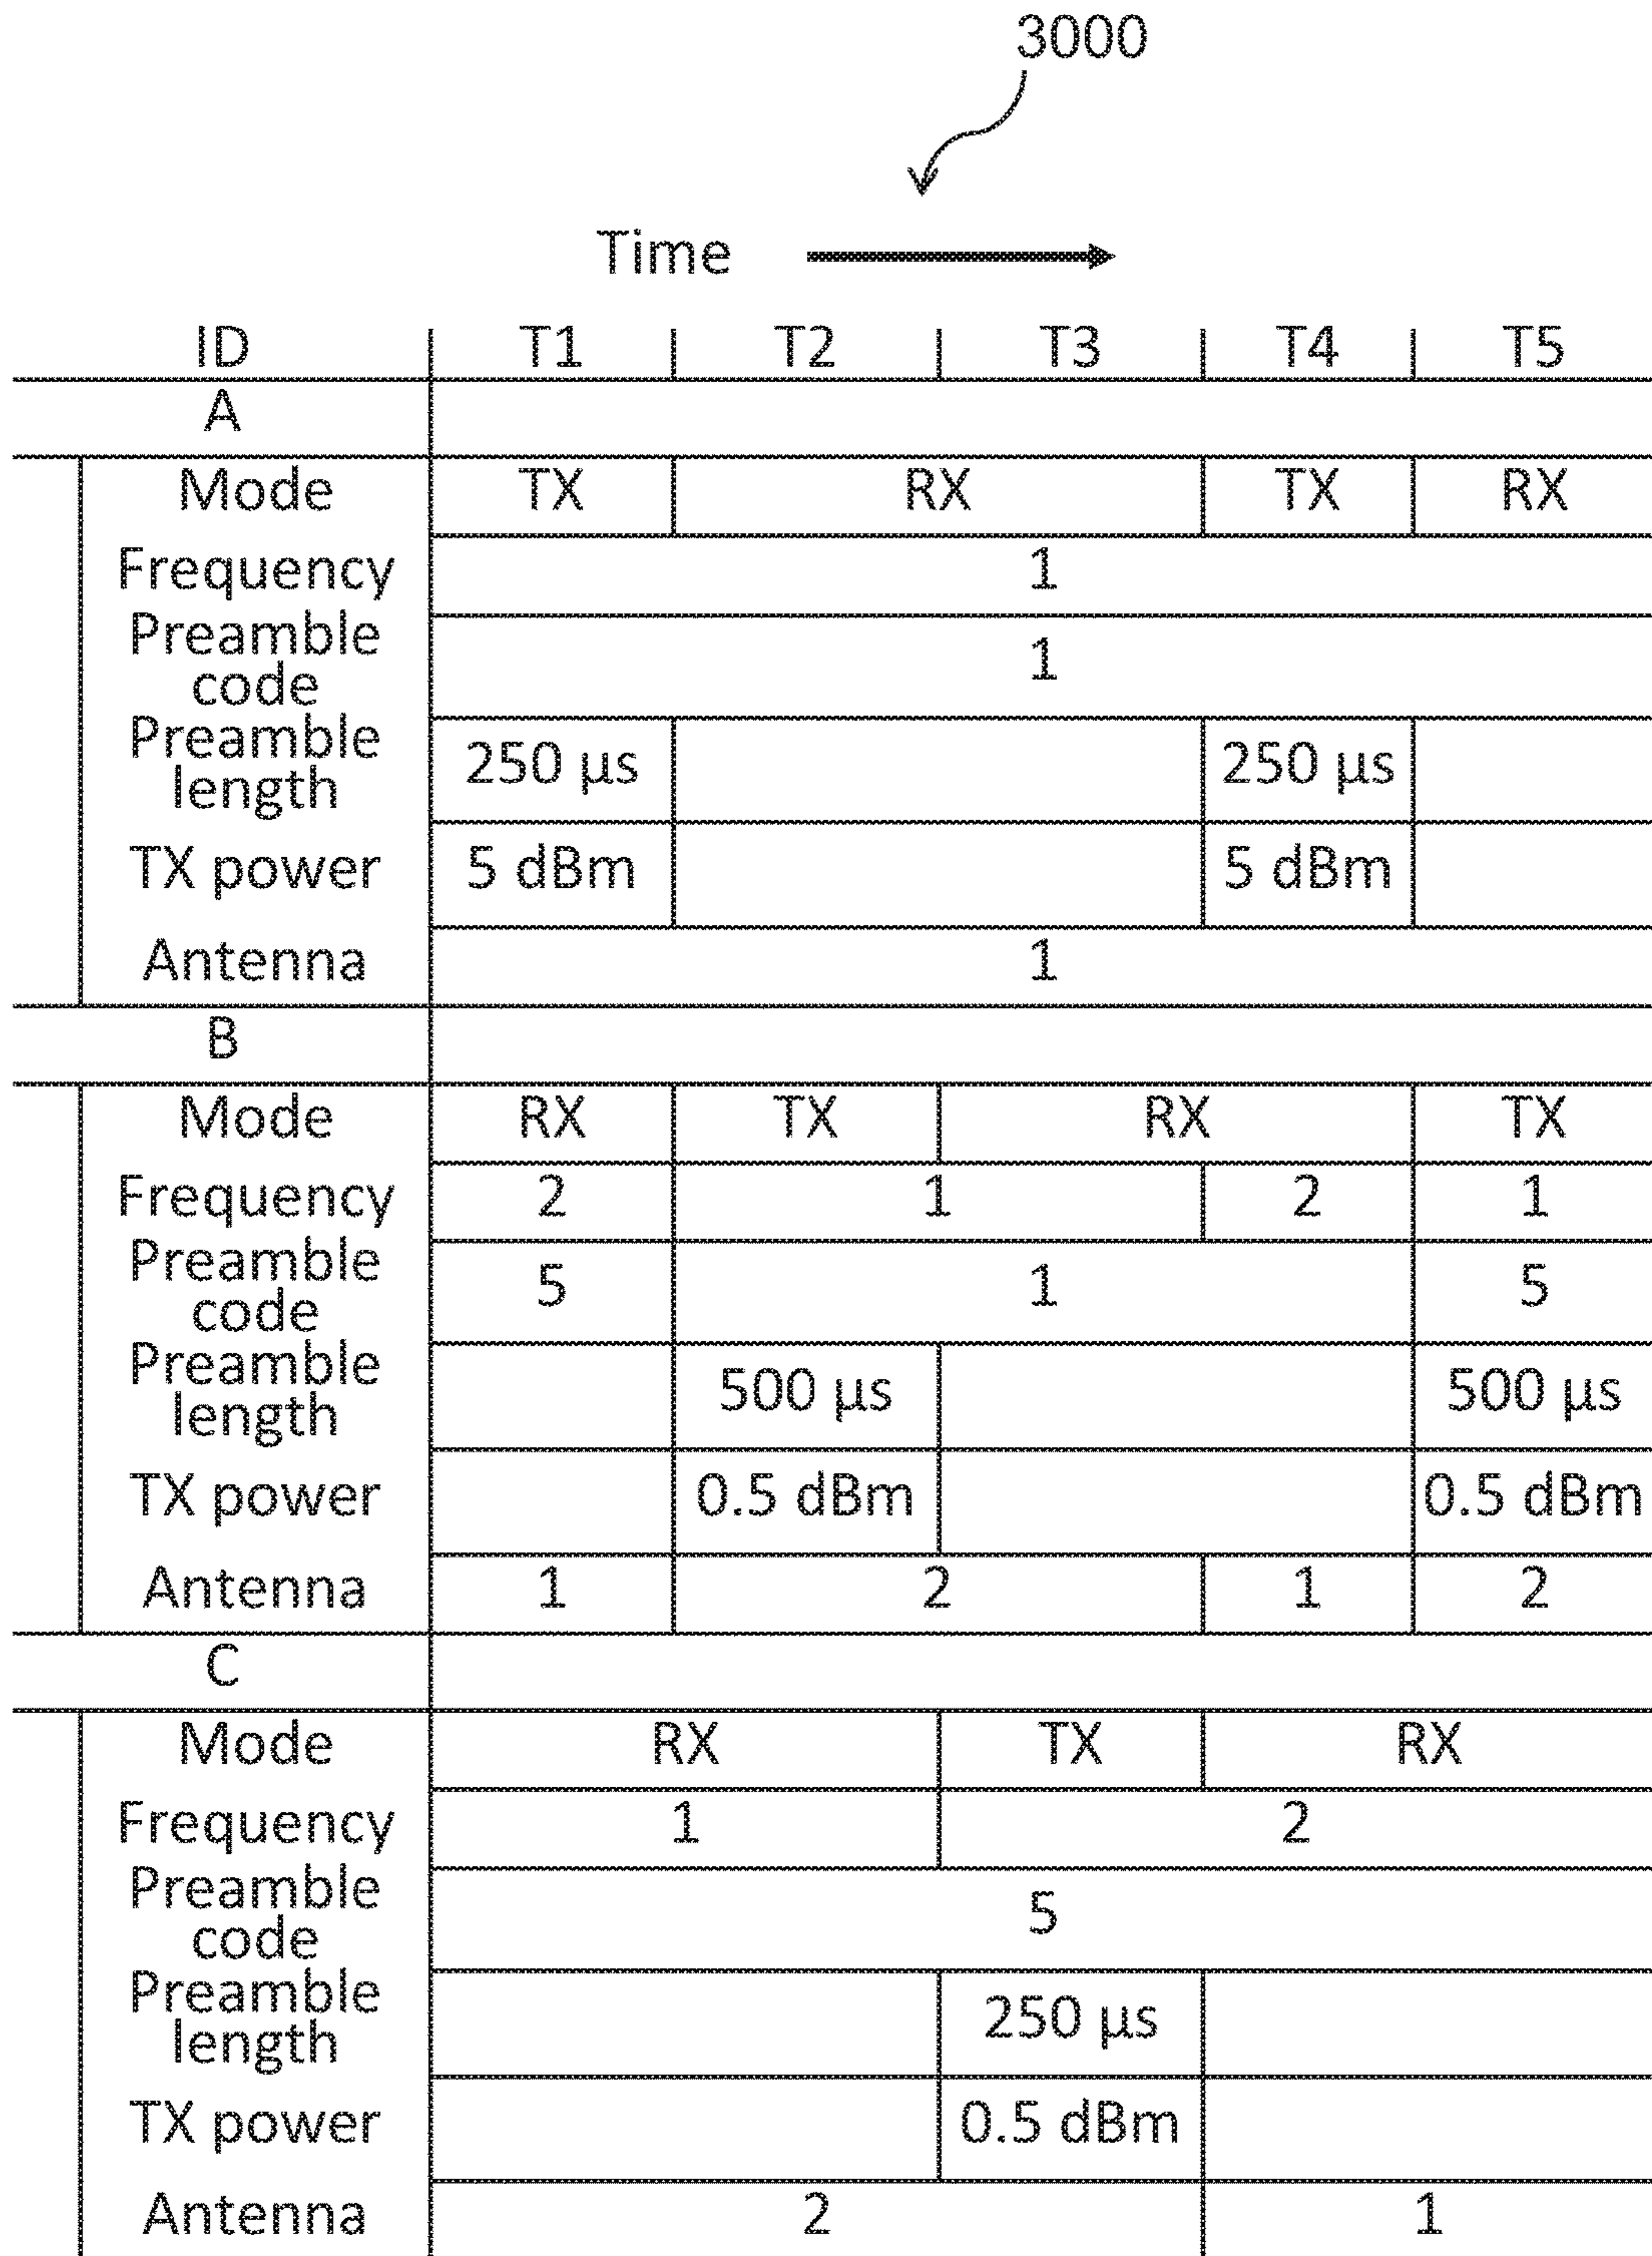 3000
Time
ID T1 T2 T3 T4 T5
A
Mode TX RX TX RX
Frequency 1
Preamble code 1
Preamble length 250 µs 250 µs
TX power 5 dBm 5 dBm
Antenna 1
B
Mode RX TX RX TX
Frequency 2 1 2 1
Preamble code 5 1 5
Preamble length 500 µs 500 µs
TX power 0.5 dBm 0.5 dBm
Antenna 1 2 1 2
C
Mode RX TX RX
Frequency 1 2
Preamble code 5
Preamble length 250 µs
TX power 0.5 dBm
Antenna 2 1